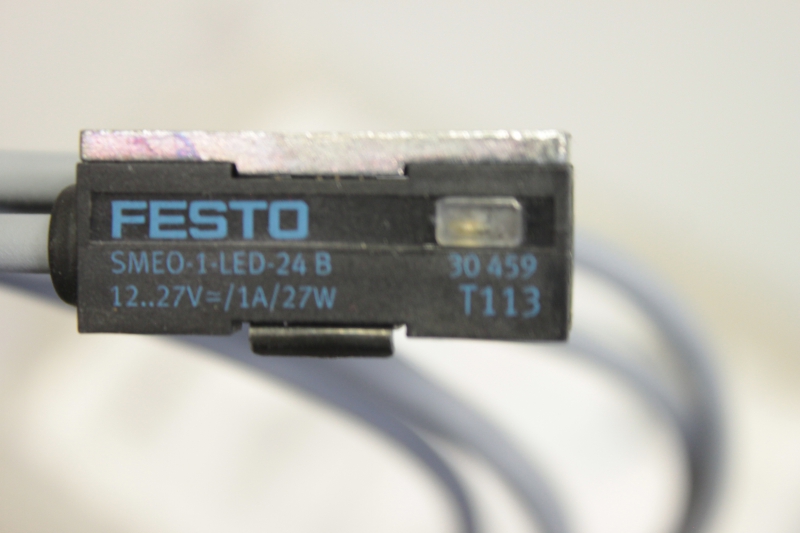 FESTO
SMEO-1-LED-24 B 30 459
12..27V≂/1A/27W T113